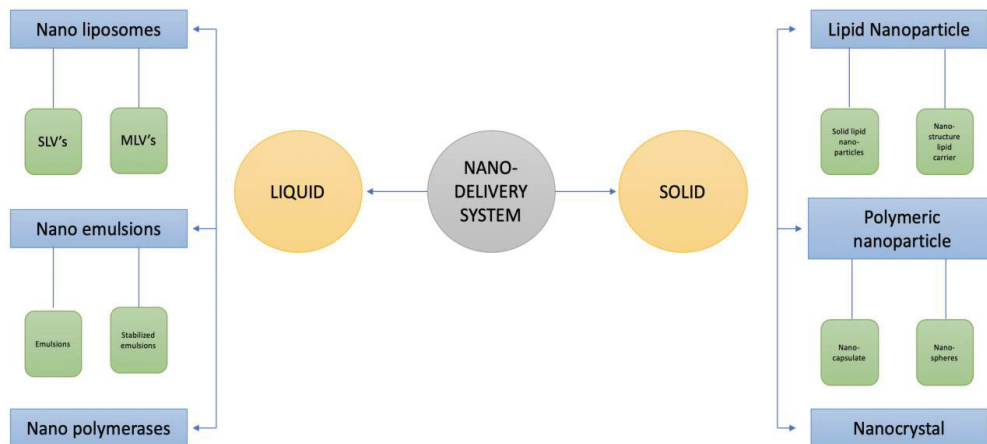 Nano liposomes
SLV's
MLV's
Nano emulsions
Emulsions
Stabilized
emulsions
Nano polymerases
LIQUID
NANO-
DELIVERY
SYSTEM
SOLID
Lipid Nanoparticle
Solid lipid
nano-
particles
Nano-
structure
lipid
carrier
Polymeric
nanoparticle
Nano-
capsulate
Nano-
spheres
Nanocrystal